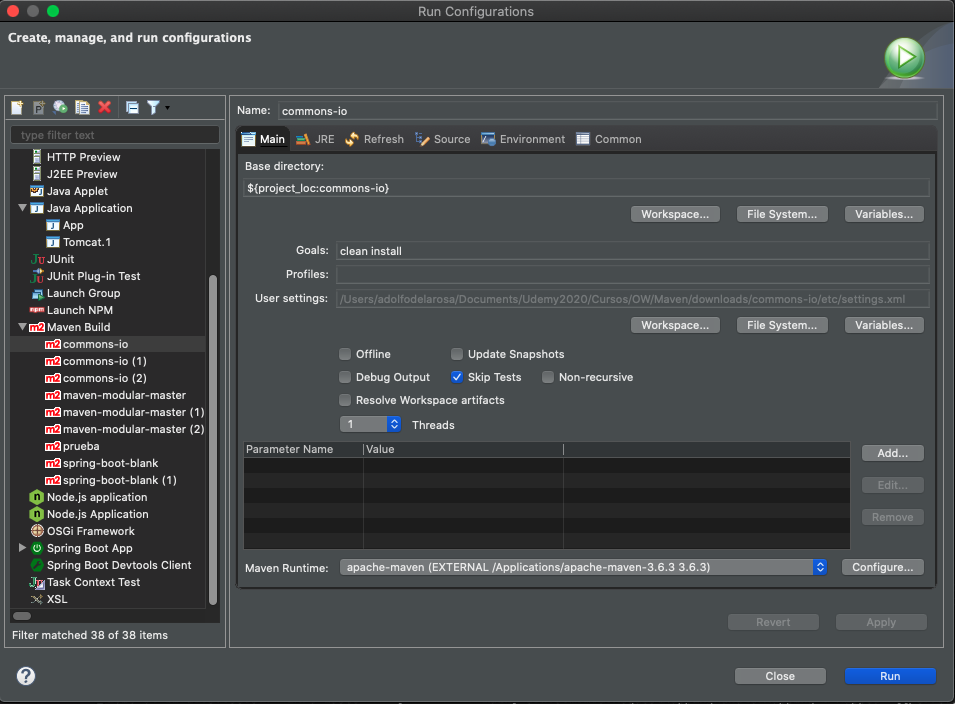 Run Configurations
Create, manage, and run configurations
type filter text
HTTP Preview
J2EE Preview
Java Applet
Java Application
App
Tomcat.1
JUnit
JUnit Plug-in Test
Launch Group
Launch NPM
Maven Build
commons-io
commons-io (1)
commons-io (2)
maven-modular-master
maven-modular-master (1)
maven-modular-master (2)
prueba
spring-boot-blank
spring-boot-blank (1)
Node.js application
Node.js Application
OSGi Framework
Spring Boot App
Spring Boot Devtools Client
Task Context Test
XSL
Filter matched 38 of 38 items
Name: commons-io
Main JRE Refresh Source Environment Common
Base directory:
${project_loc:commons-io}
Workspace... File System... Variables...
Goals: clean install
Profiles:
User settings: /Users/adolfodelarosa/Documents/Udemy2020/Cursos/OW/Maven/downloads/commons-io/etc/settings.xml
Workspace... File System... Variables...
Offline Update Snapshots
Debug Output Skip Tests Non-recursive
Resolve Workspace artifacts
1 Threads
Parameter Name Value
Add...
Edit...
Remove
Maven Runtime: apache-maven (EXTERNAL /Applications/apache-maven-3.6.3 3.6.3) Configure...
Revert Apply
Close Run